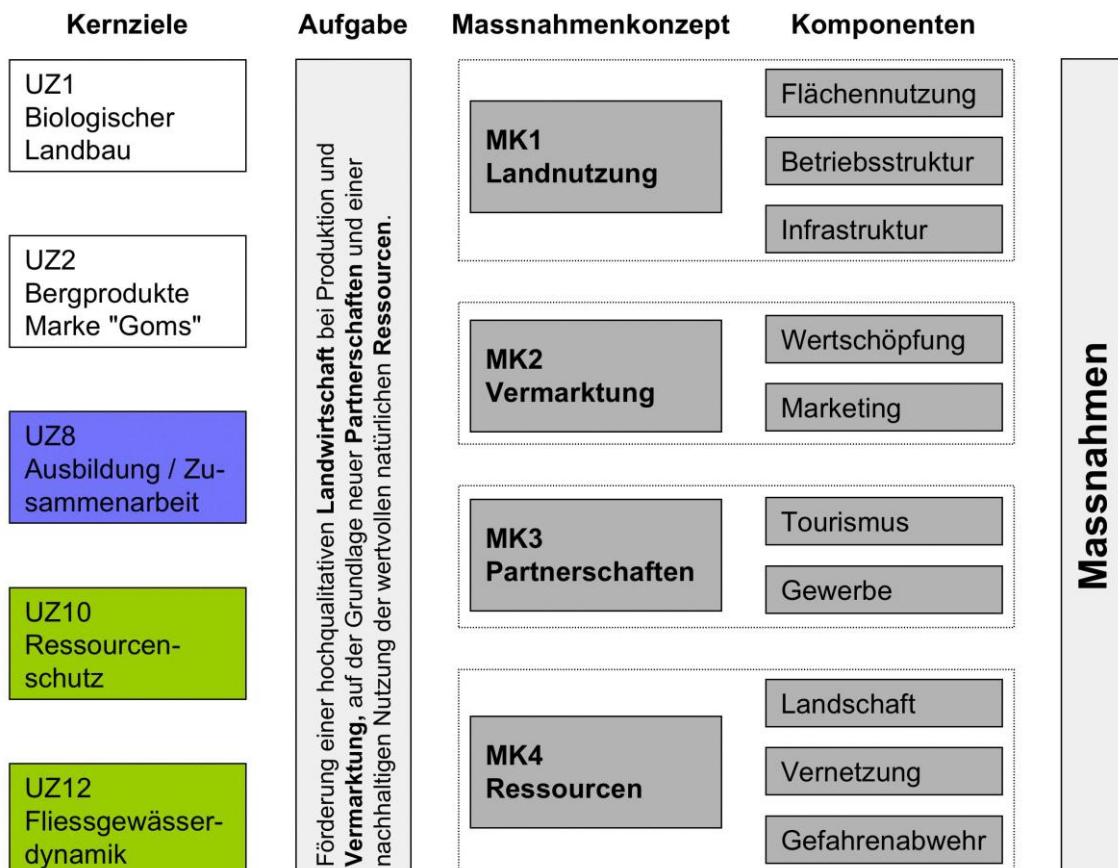 Kernziele
Aufgabe
Massnahmenkonzept
Komponenten
UZ1
Biologischer
Landbau
UZ2
Bergprodukte
Marke "Goms"
UZ8
Ausbildung / Zu-
sammenarbeit
UZ10
Ressourcen-
schutz
UZ12
Fliessgewässer-
dynamik
Förderung einer hochqualitativen Landwirtschaft bei Produktion und
Vermarktung, auf der Grundlage neuer Partnerschaften und einer
nachhaltigen Nutzung der wertvollen natürlichen Ressourcen.
MK1
Landnutzung
Flächennutzung
Betriebsstruktur
Infrastruktur
MK2
Vermarktung
Wertschöpfung
Marketing
MK3
Partnerschaften
Tourismus
Gewerbe
MK4
Ressourcen
Landschaft
Vernetzung
Gefahrenabwehr
Massnahmen